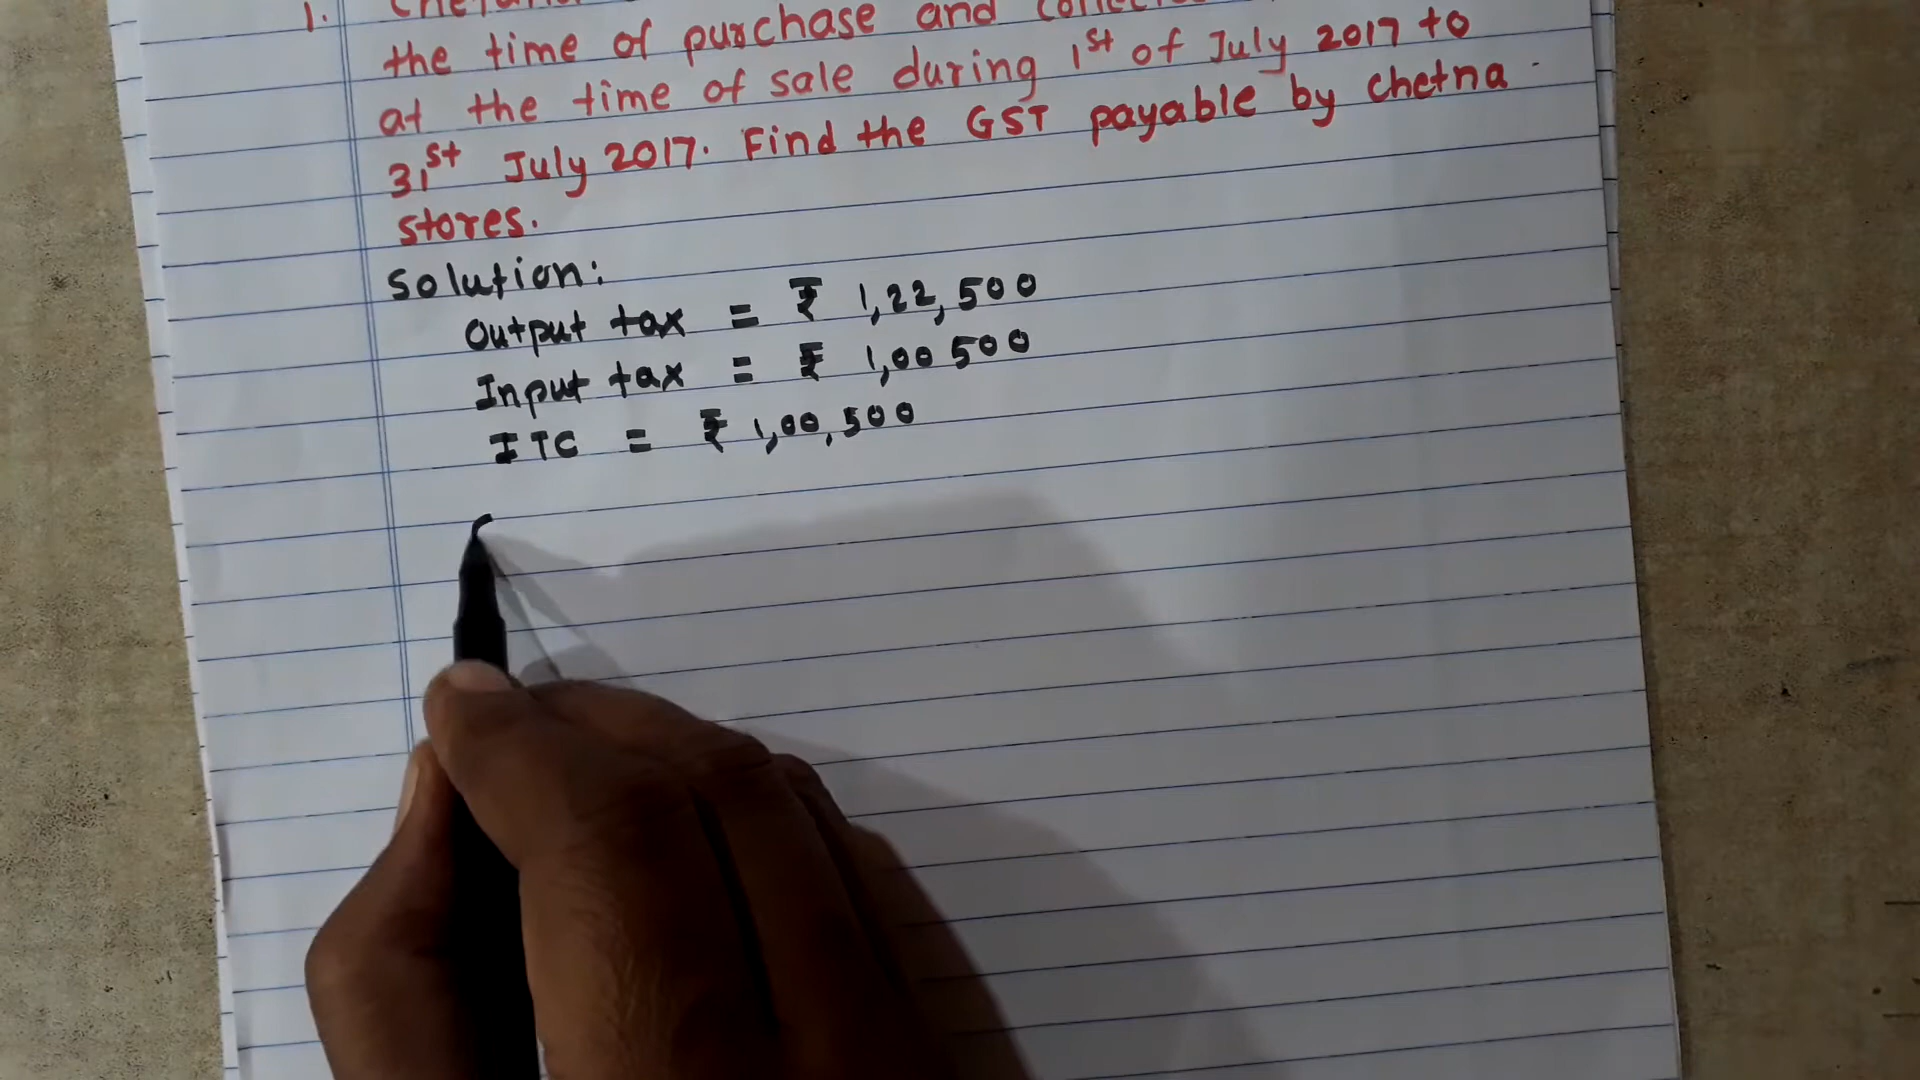 1.
the time of purchase and
at the time of sale during 1st of July 2017 to
31st July 2017. Find the GST payable by chetna
stores.
Solution:
Output tax = ₹ 1,22,500
Input tax = ₹ 1,00 500
ITC = ₹ 1,00,500